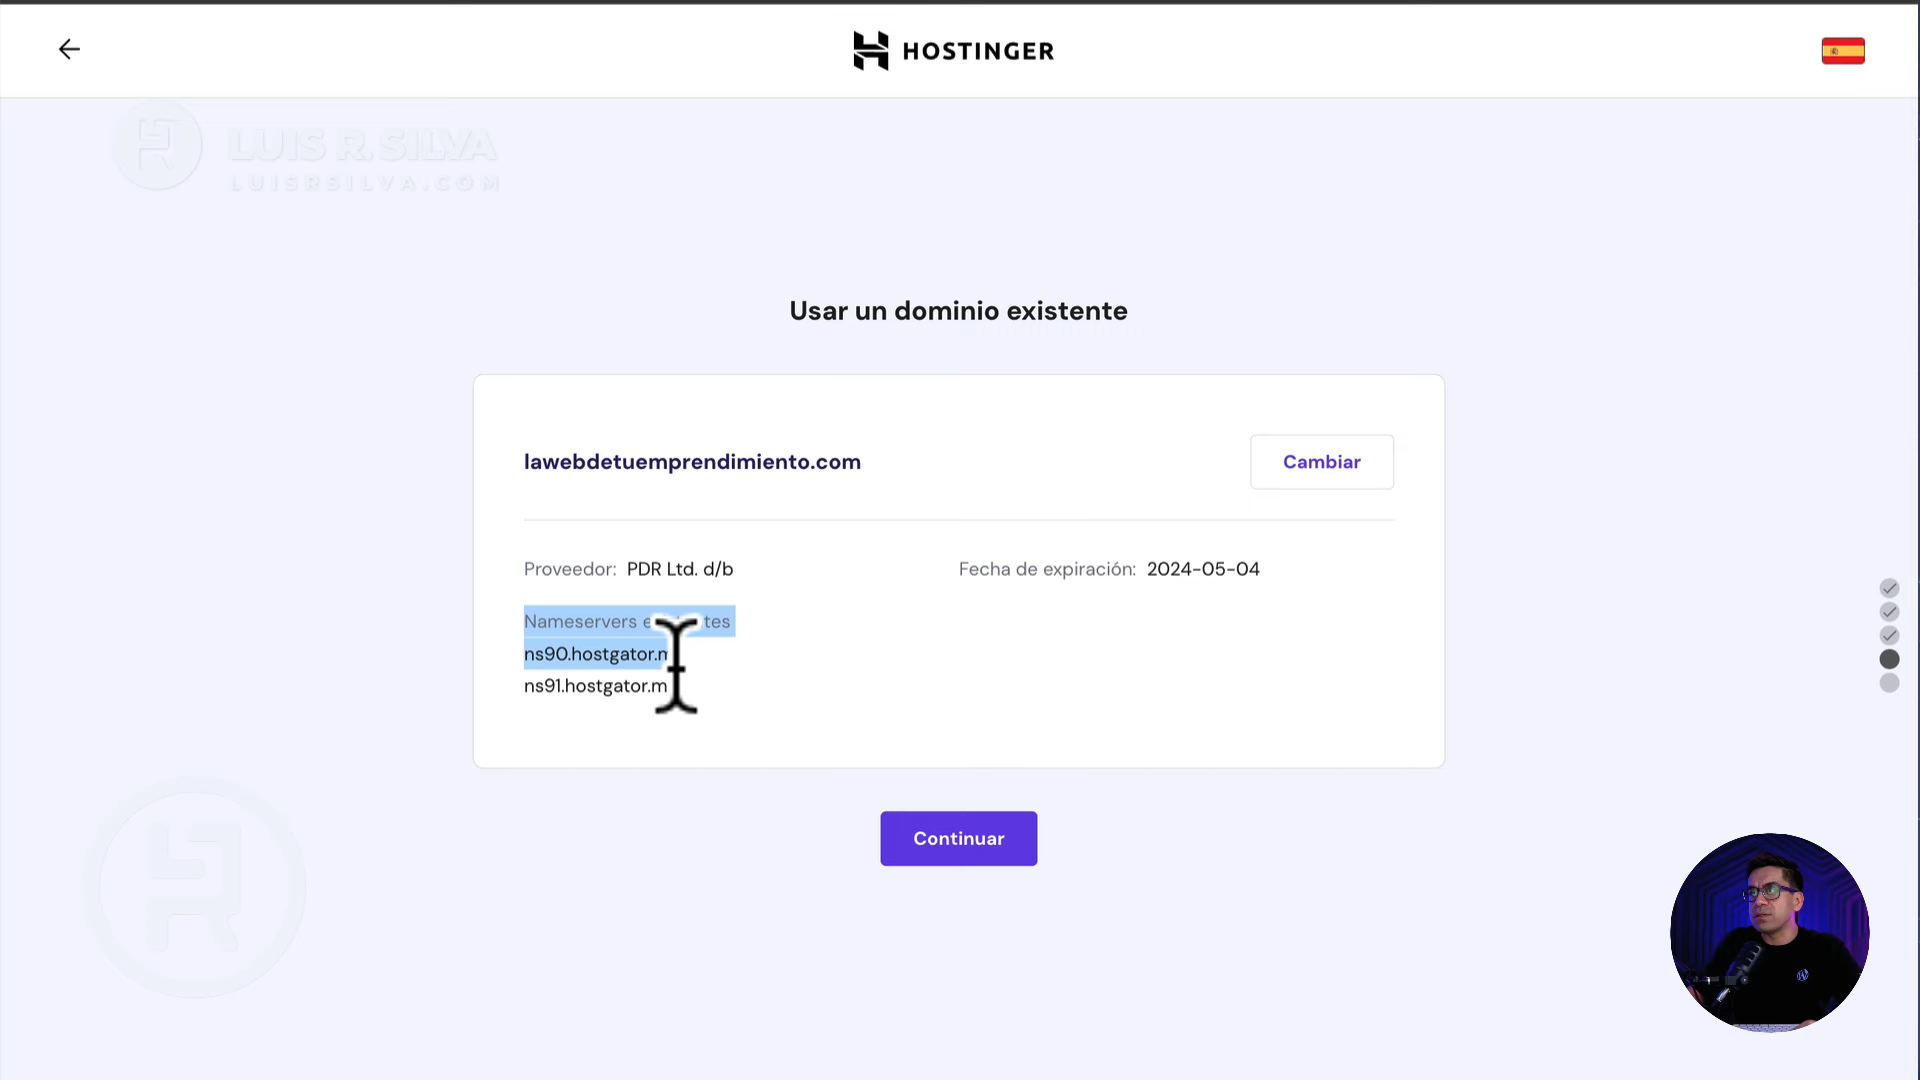 HOSTINGER
LUIS R. SILVA
LUISRSILVA.COM
Usar un dominio existente
lawebdetuemprendimiento.com
Cambiar
Proveedor: PDR Ltd. d/b
Fecha de expiración: 2024-05-04
Nameservers
ns90.hostgator.m
ns91.hostgator.m
Continuar